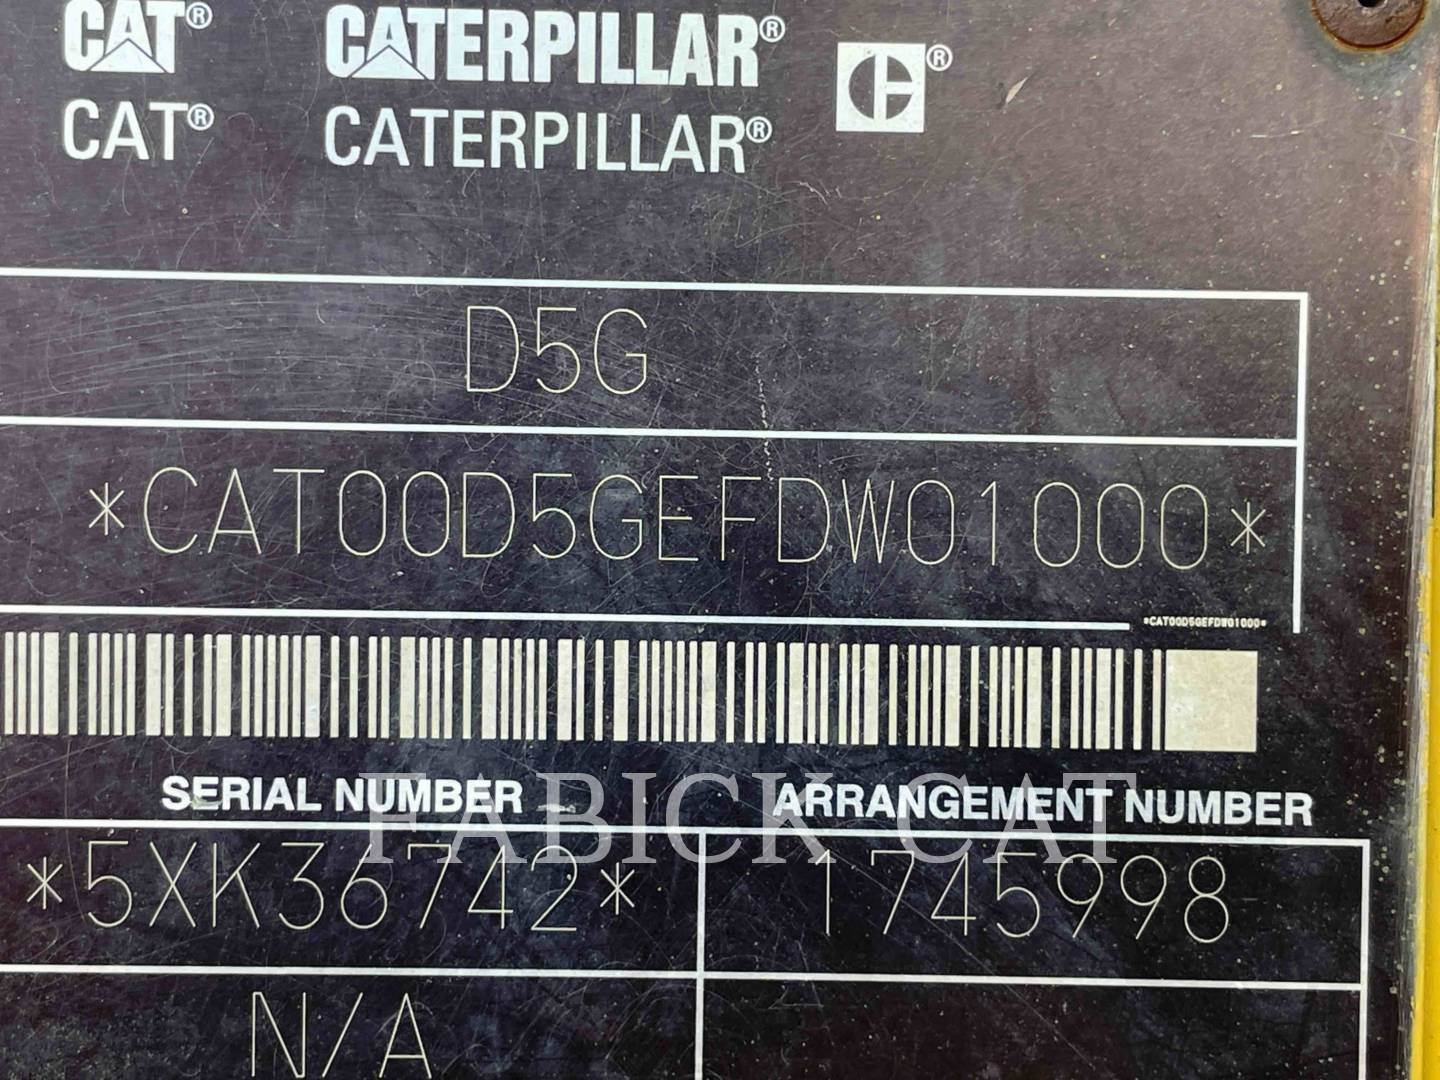 CAT® CATERPILLAR® ®
CAT® CATERPILLAR®
D5G
*CAT00D5GEFDW01000*
*CAT00D5GEFDW01000*
SERIAL NUMBER ARRANGEMENT NUMBER
FABICK CAT
*5XK36742* 1745998
N/A